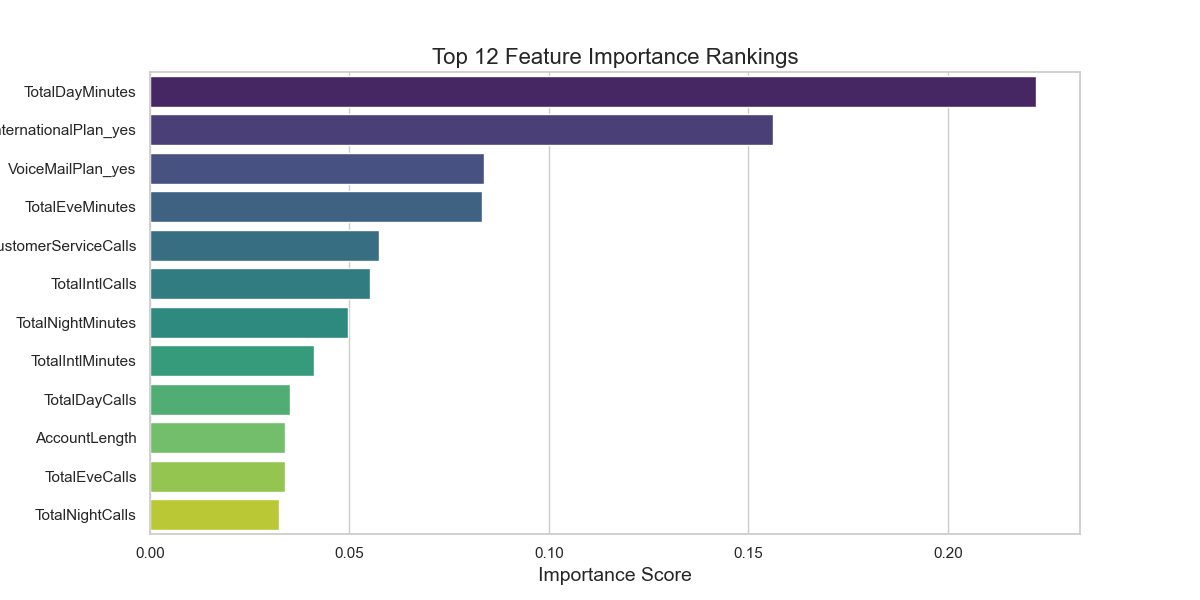 Top 12 Feature Importance Rankings
TotalDayMinutes
nternationalPlan_yes
VoiceMailPlan_yes
TotalEveMinutes
ustomerServiceCalls
TotalIntlCalls
TotalNightMinutes
TotalIntlMinutes
TotalDayCalls
AccountLength
TotalEveCalls
TotalNightCalls
0.00 0.05 0.10 0.15 0.20
Importance Score